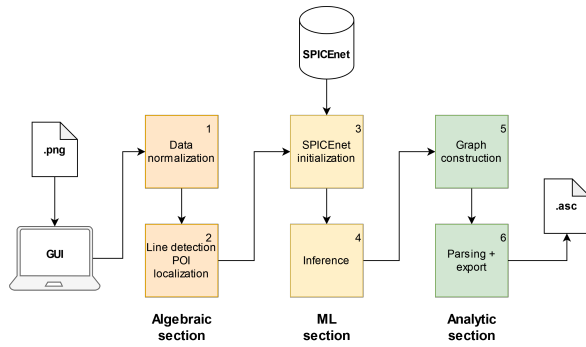 SPICEnet
.png
GUI
1
Data
normalization
2
Line detection
POI
localization
3
SPICEnet
initialization
4
Inference
5
Graph
construction
6
Parsing +
export
.asc
Algebraic
section
ML
section
Analytic
section